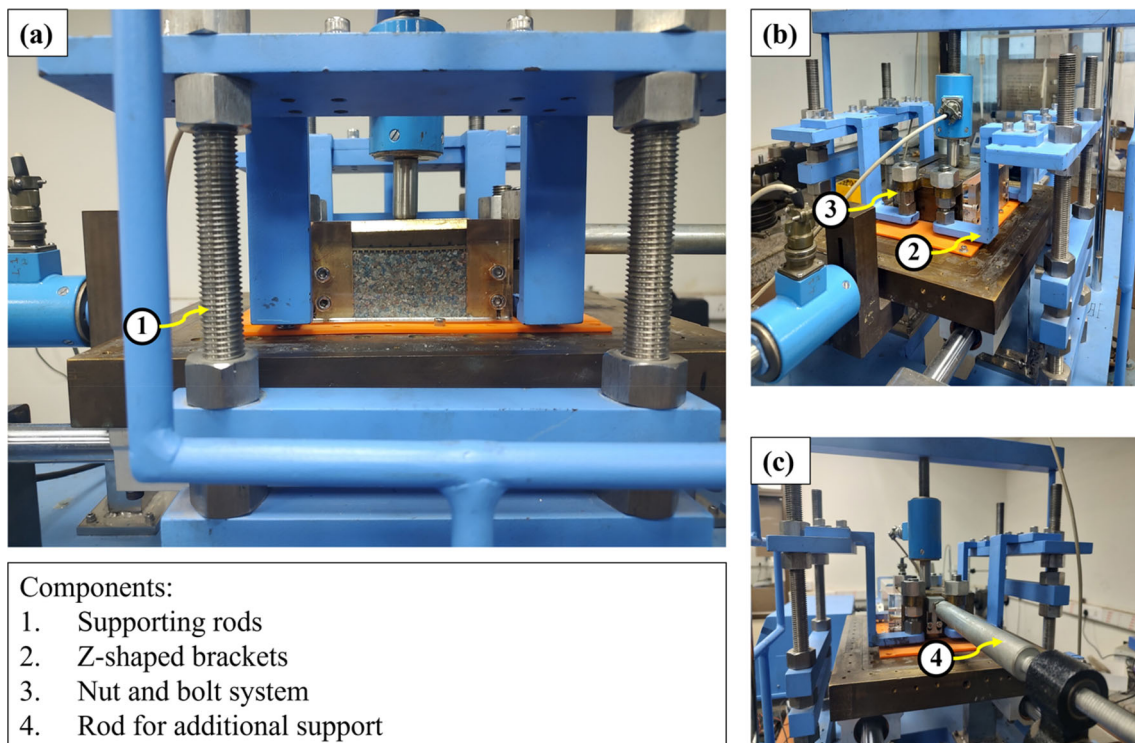 (a)
1
(b)
3
2
(c)
4
Components:
1. Supporting rods
2. Z-shaped brackets
3. Nut and bolt system
4. Rod for additional support